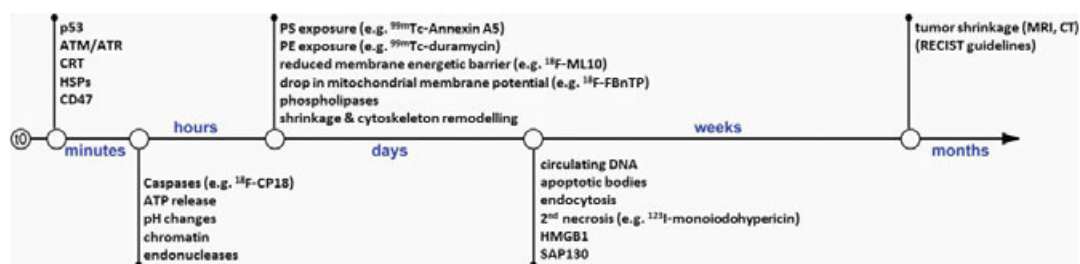 p53
ATM/ATR
CRT
HSPs
CD47
PS exposure (e.g. ⁹⁹ᵐTc-Annexin A5)
PE exposure (e.g. ⁹⁹ᵐTc-duramycin)
reduced membrane energetic barrier (e.g. ¹⁸F-ML10)
drop in mitochondrial membrane potential (e.g. ¹⁸F-FBnTP)
phospholipases
shrinkage & cytoskeleton remodelling
tumor shrinkage (MRI, CT)
(RECIST guidelines)
t0
minutes
hours
days
weeks
months
Caspases (e.g. ¹⁸F-CP18)
ATP release
pH changes
chromatin
endonucleases
circulating DNA
apoptotic bodies
endocytosis
2ⁿᵈ necrosis (e.g. ¹²³I-monoiodohypericin)
HMGB1
SAP130